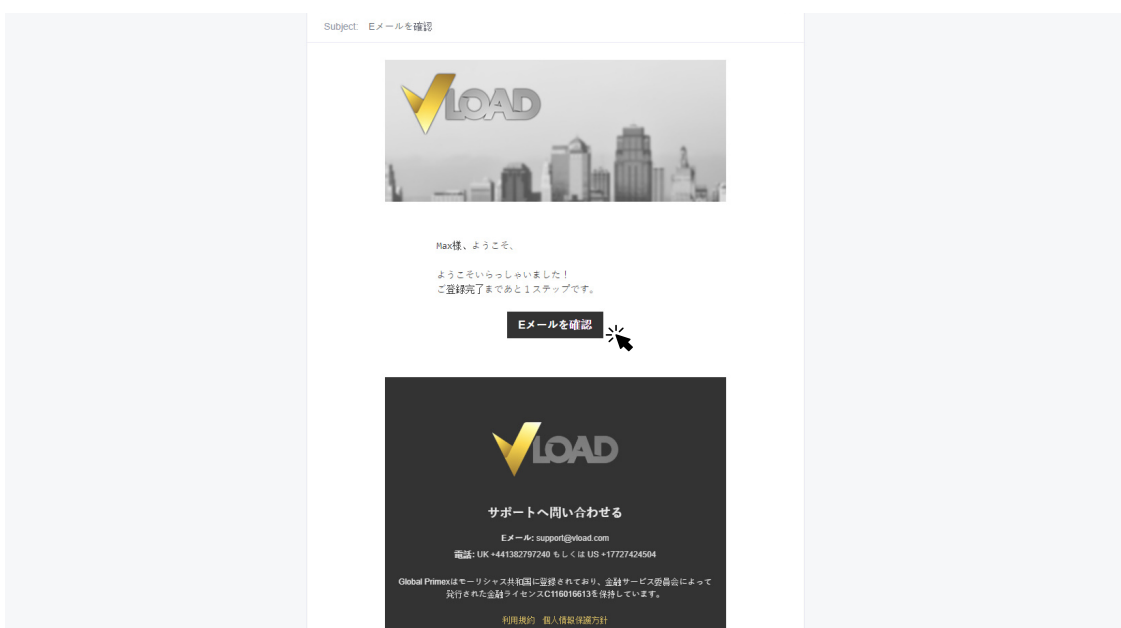 Subject: Eメールを確認
VLOAD
Max様、ようこそ、
ようこそいらっしゃいました！
ご登録完了まであと１ステップです。
Eメールを確認
VLOAD
サポートへ問い合わせる
Eメール: support@vload.com
電話: UK +441382797240 もしくは US +17727424504
Global Primexはモーリシャス共和国に登録されており、金融サービス委員会によって
発行された金融ライセンスC116016613を保持しています。
利用規約 個人情報保護方針